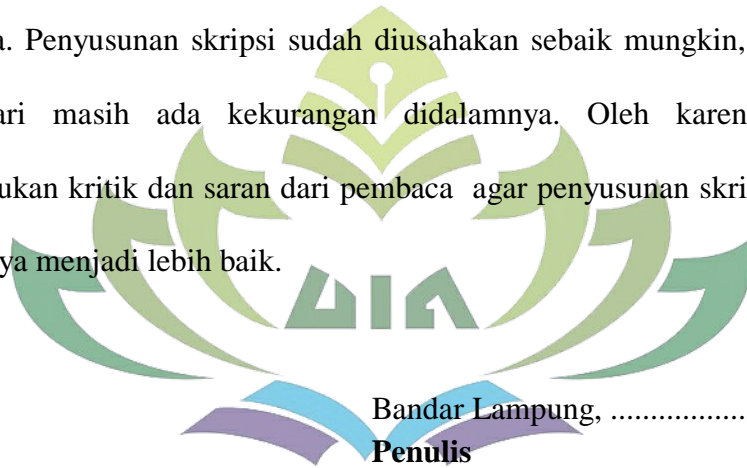 a. Penyusunan skripsi sudah diusahakan sebaik mungkin,
ari masih ada kekurangan didalamnya. Oleh karen
ukan kritik dan saran dari pembaca agar penyusunan skri
ya menjadi lebih baik.
UIN
Bandar Lampung, .................
Penulis